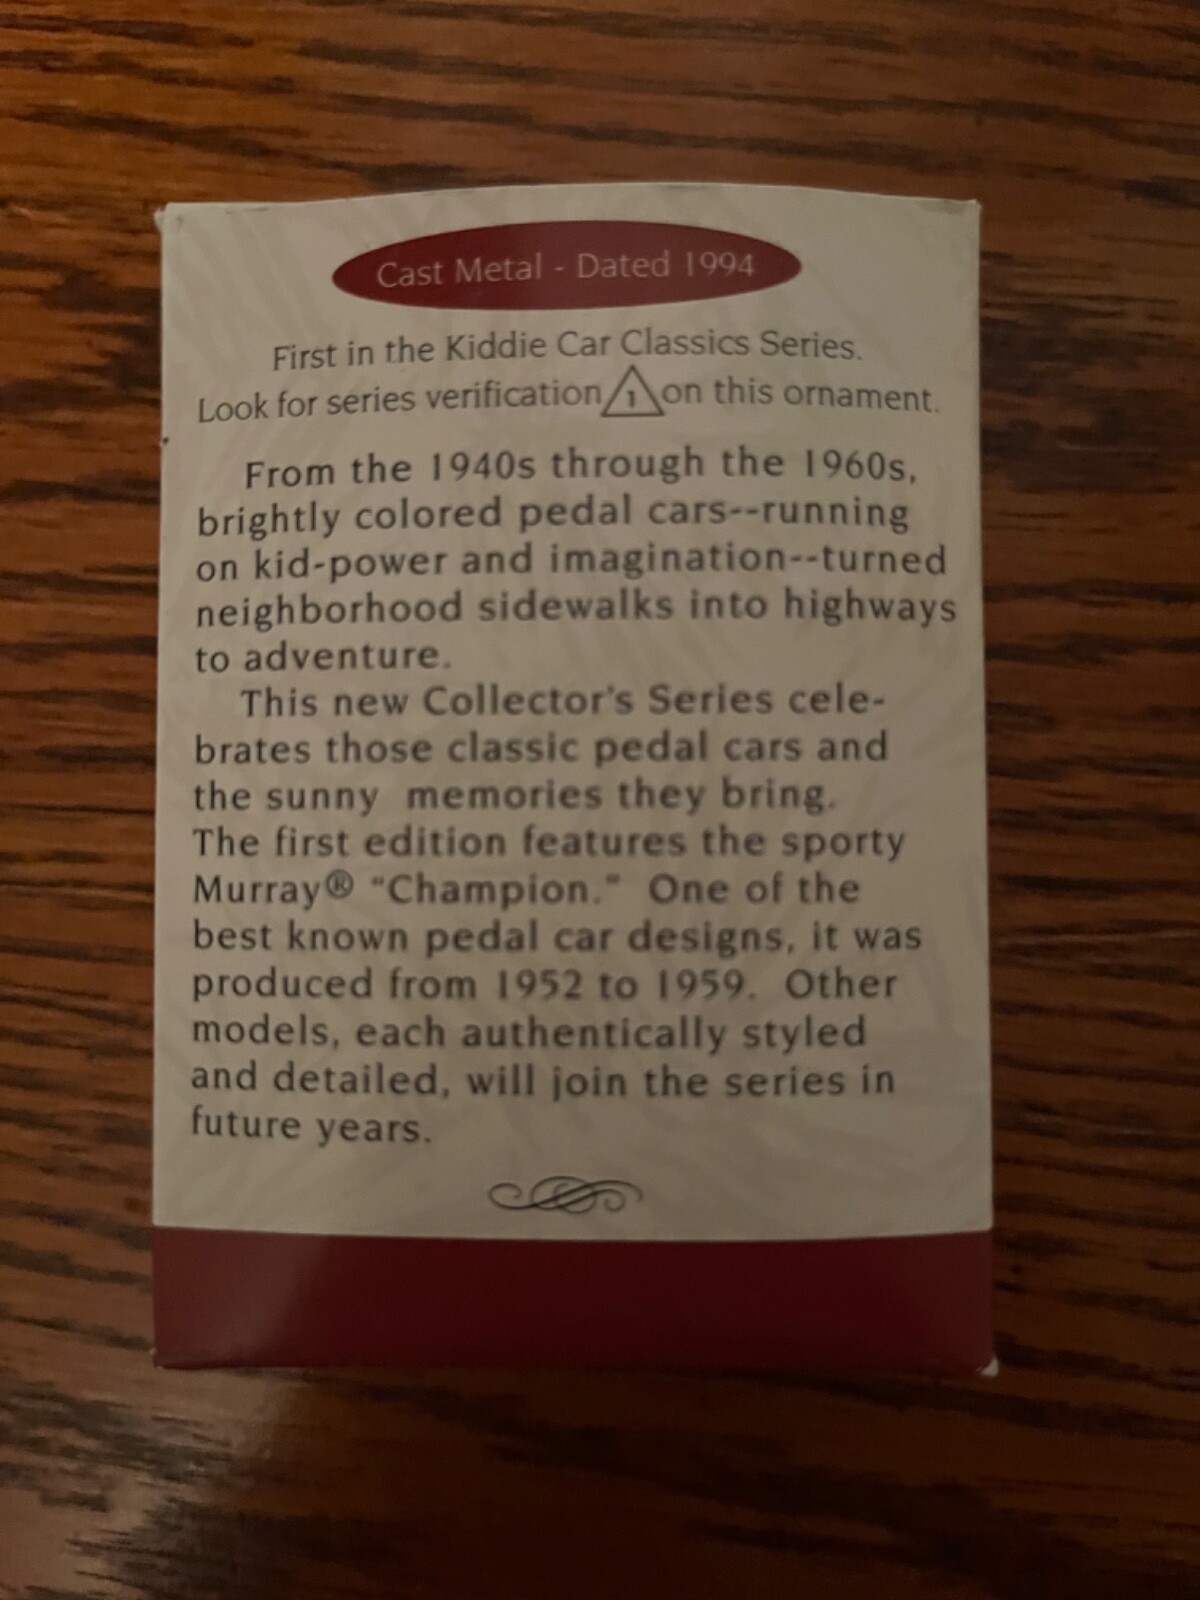 Cast Metal - Dated 1994
First in the Kiddie Car Classics Series.
Look for series verification 1 on this ornament.
From the 1940s through the 1960s,
brightly colored pedal cars--running
on kid-power and imagination--turned
neighborhood sidewalks into highways
to adventure.
This new Collector's Series cele-
brates those classic pedal cars and
the sunny  memories they bring.
The first edition features the sporty
Murray® "Champion."  One of the
best known pedal car designs, it was
produced from 1952 to 1959.  Other
models, each authentically styled
and detailed, will join the series in
future years.